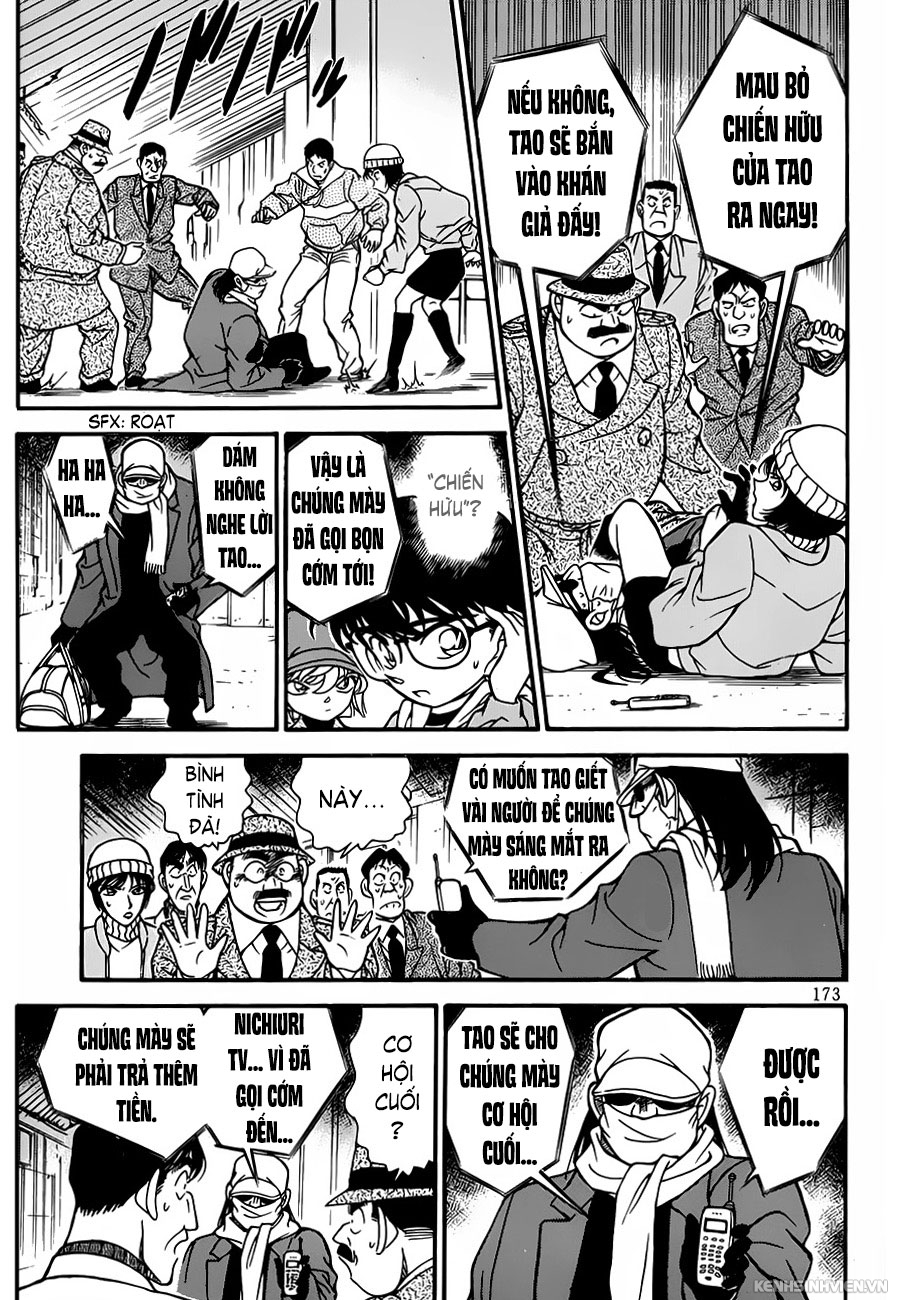 MAU BỎ
CHIẾN HỮU
CỦA TAO
RA NGAY!
NẾU KHÔNG,
TAO SẼ BẮN
VÀO KHÁN
GIẢ ĐẤY!
SFX: ROẠT
"CHIẾN
HỮU"?
VẬY LÀ
CHÚNG MÀY
ĐÃ GỌI BỌN
CỚM TỚI!
DÁM
KHÔNG
NGHE LỜI
TAO...
HA HA
HA...
CÓ MUỐN TAO GIẾT
VÀI NGƯỜI ĐỂ CHÚNG
MÀY SÁNG MẮT RA
KHÔNG?
NÀY...
BÌNH
TĨNH
ĐÀ!
173
ĐƯỢC
RỒI...
TAO SẼ CHO
CHÚNG MÀY
CƠ HỘI
CUỐI...
CƠ
HỘI
CUỐI
?
NICHIURI
TV... VÌ ĐÃ
GỌI CỚM
ĐẾN...
CHÚNG MÀY SẼ
PHẢI TRẢ THÊM
TIỀN.
KENHSINHVIEN.VN